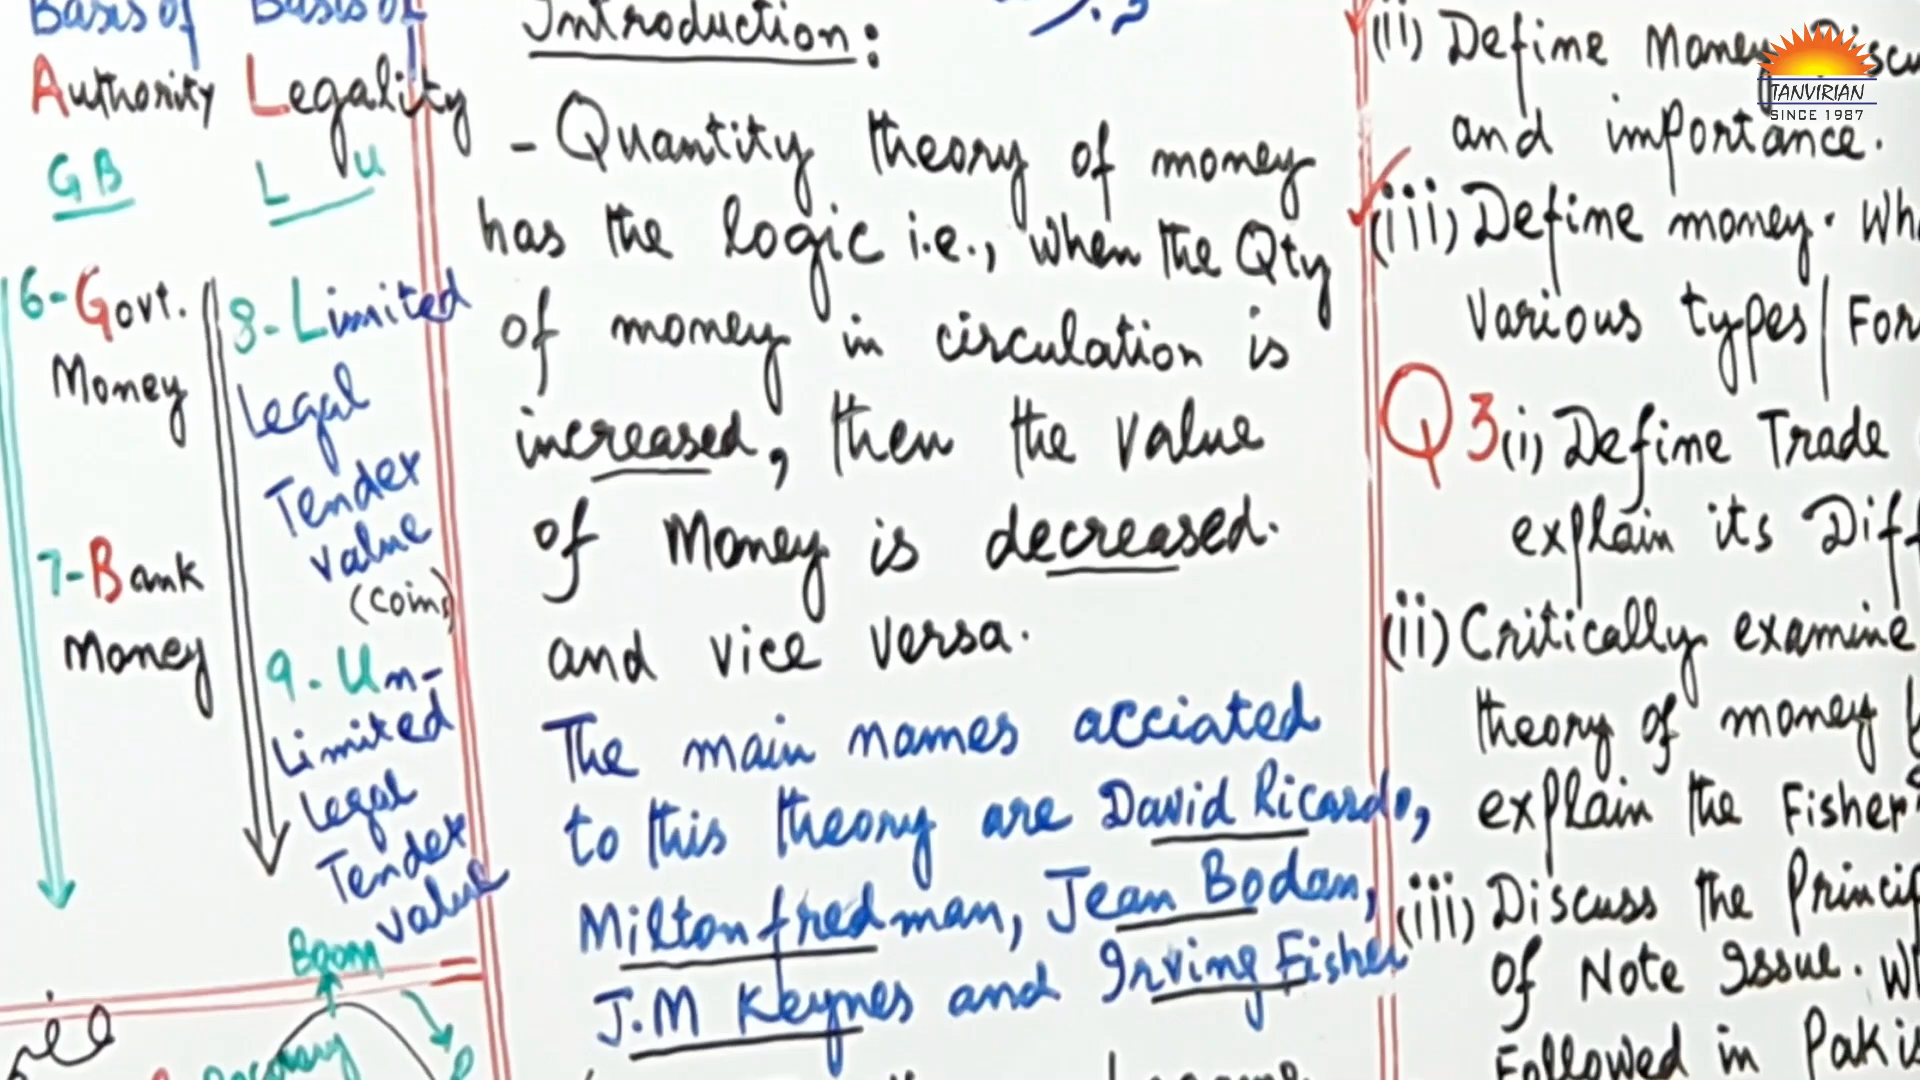 Basis of
Authority
GB
6- Govt.
Money
7- Bank
Money
Basis of
Legality
L U
8- Limited
Legal
Tender
value
(coins)
9- Un-
Limited
Legal
Tender
value
Boom
Introduction:
- Quantity theory of money
has the logic i.e., when the Qty
of money in circulation is
increased, then the value
of Money is decreased.
and vice versa.
The main names acciated
to this theory are David Ricardo,
Milton fredman, Jean Bodan,
J.M Keynes and Irving Fisher
(ii) Define Money
and importance.
(iii) Define money. Wh
Various types/ For
Q3 (i) Define Trade
explain its Diff
(ii) Critically examine
theory of money
explain the Fisher's
(iii) Discuss the Princip
of Note Issue. Wh
Followed in Pakis
TANVIRIAN
SINCE 1987